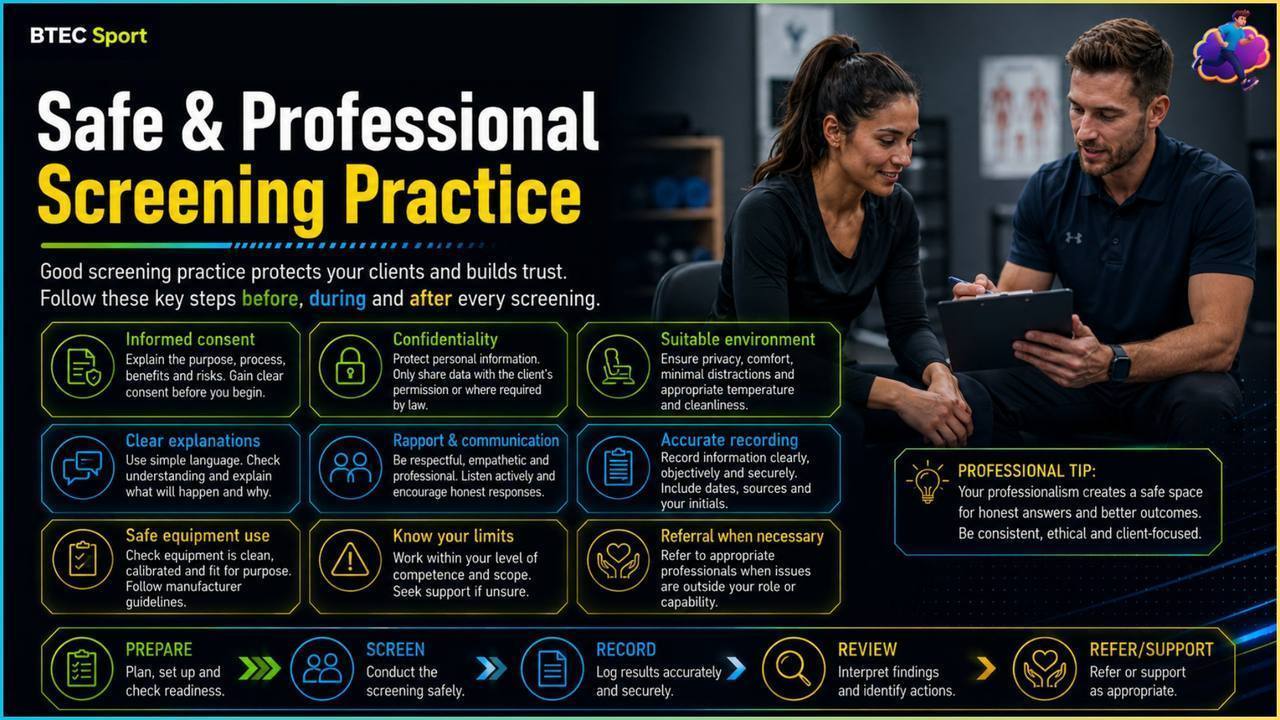 BTEC Sport
Safe & Professional
Screening Practice
Good screening practice protects your clients and builds trust.
Follow these key steps before, during and after every screening.
Informed consent
Explain the purpose, process,
benefits and risks. Gain clear
consent before you begin.
Confidentiality
Protect personal information.
Only share data with the client's
permission or where required
by law.
Suitable environment
Ensure privacy, comfort,
minimal distractions and
appropriate temperature
and cleanliness.
Clear explanations
Use simple language. Check
understanding and explain
what will happen and why.
Rapport & communication
Be respectful, empathetic and
professional. Listen actively and
encourage honest responses.
Accurate recording
Record information clearly,
objectively and securely.
Include dates, sources and
your initials.
Safe equipment use
Check equipment is clean,
calibrated and fit for purpose.
Follow manufacturer
guidelines.
Know your limits
Work within your level of
competence and scope.
Seek support if unsure.
Referral when necessary
Refer to appropriate
professionals when issues
are outside your role or
capability.
PROFESSIONAL TIP:
Your professionalism creates a safe space
for honest answers and better outcomes.
Be consistent, ethical and client-focused.
PREPARE
Plan, set up and
check readiness.
SCREEN
Conduct the
screening safely.
RECORD
Log results accurately
and securely.
REVIEW
Interpret findings
and identify actions.
REFER/SUPPORT
Refer or support
as appropriate.